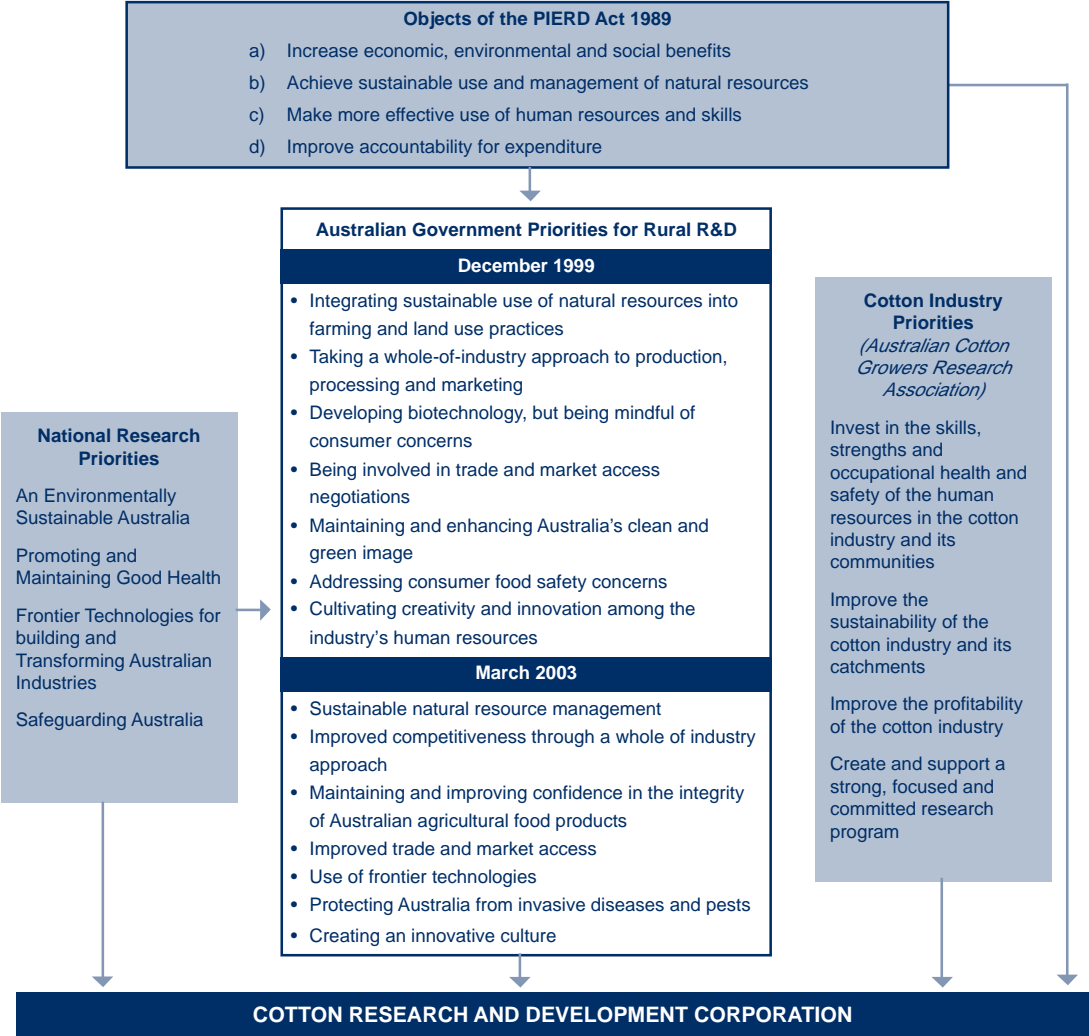 Objects of the PIERD Act 1989
a) Increase economic, environmental and social benefits
b) Achieve sustainable use and management of natural resources
c) Make more effective use of human resources and skills
d) Improve accountability for expenditure
Australian Government Priorities for Rural R&D
December 1999
• Integrating sustainable use of natural resources into
farming and land use practices
• Taking a whole-of-industry approach to production,
processing and marketing
• Developing biotechnology, but being mindful of
consumer concerns
• Being involved in trade and market access
negotiations
• Maintaining and enhancing Australia’s clean and
green image
• Addressing consumer food safety concerns
• Cultivating creativity and innovation among the
industry’s human resources
March 2003
• Sustainable natural resource management
• Improved competitiveness through a whole of industry
approach
• Maintaining and improving confidence in the integrity
of Australian agricultural food products
• Improved trade and market access
• Use of frontier technologies
• Protecting Australia from invasive diseases and pests
• Creating an innovative culture
National Research
Priorities
An Environmentally
Sustainable Australia
Promoting and
Maintaining Good Health
Frontier Technologies for
building and
Transforming Australian
Industries
Safeguarding Australia
Cotton Industry
Priorities
(Australian Cotton
Growers Research
Association)
Invest in the skills,
strengths and
occupational health and
safety of the human
resources in the cotton
industry and its
communities
Improve the
sustainability of the
cotton industry and its
catchments
Improve the profitability
of the cotton industry
Create and support a
strong, focused and
committed research
program
COTTON RESEARCH AND DEVELOPMENT CORPORATION